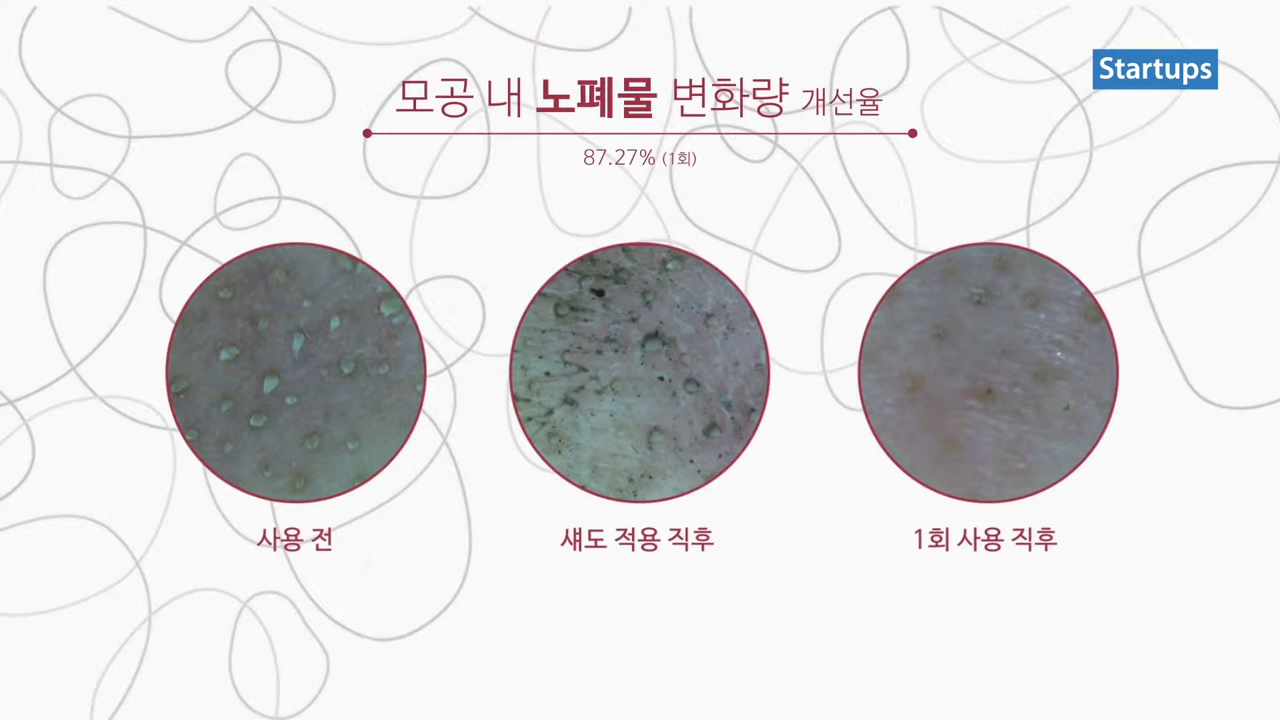 Startups
모공 내 노폐물 변화량 개선율
87.27% (1회)
사용 전
섀도 적용 직후
1회 사용 직후